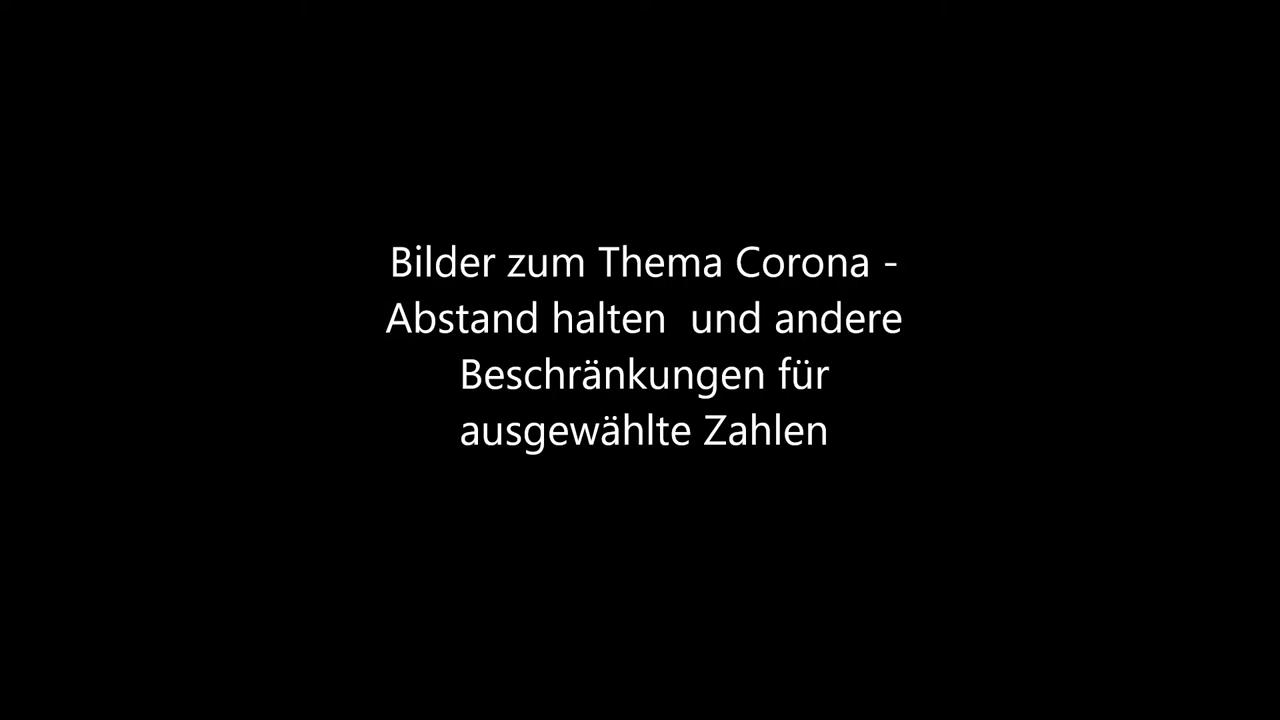 Bilder zum Thema Corona -
Abstand halten  und andere
Beschränkungen für
ausgewählte Zahlen